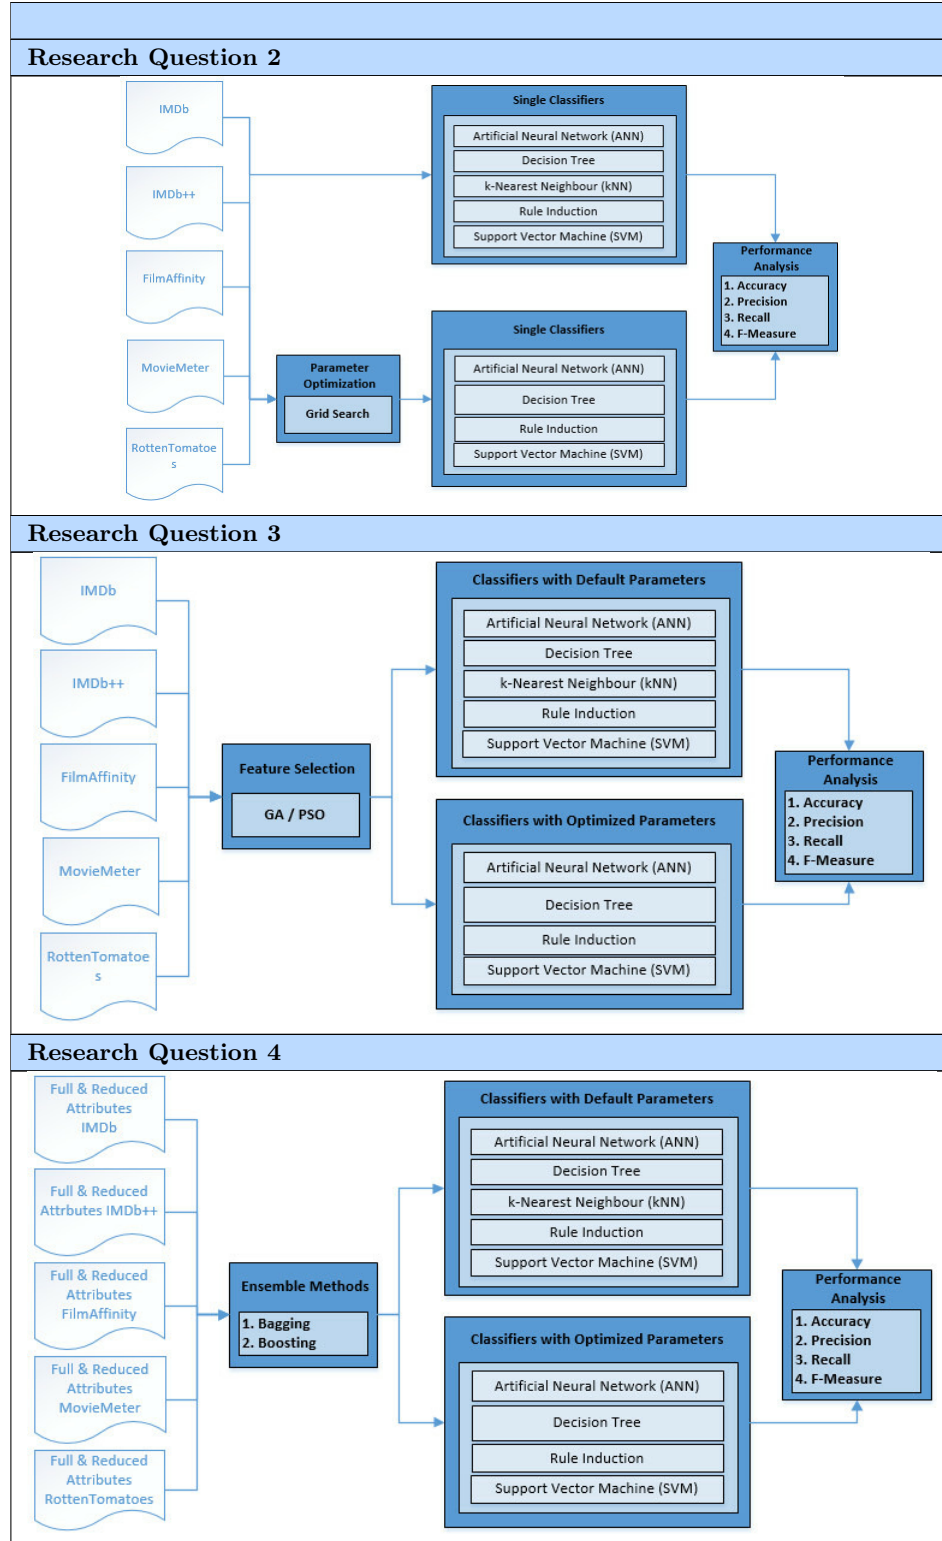 Research Question 2
IMDb
IMDb++
FilmAffinity
MovieMeter
RottenTomatoe
s
Parameter
Optimization
Grid Search
Single Classifiers
Artificial Neural Network (ANN)
Decision Tree
k-Nearest Neighbour (kNN)
Rule Induction
Support Vector Machine (SVM)
Single Classifiers
Artificial Neural Network (ANN)
Decision Tree
Rule Induction
Support Vector Machine (SVM)
Performance
Analysis
1. Accuracy
2. Precision
3. Recall
4. F-Measure
Research Question 3
IMDb
IMDb++
FilmAffinity
MovieMeter
RottenTomatoe
s
Feature Selection
GA / PSO
Classifiers with Default Parameters
Artificial Neural Network (ANN)
Decision Tree
k-Nearest Neighbour (kNN)
Rule Induction
Support Vector Machine (SVM)
Classifiers with Optimized Parameters
Artificial Neural Network (ANN)
Decision Tree
Rule Induction
Support Vector Machine (SVM)
Performance
Analysis
1. Accuracy
2. Precision
3. Recall
4. F-Measure
Research Question 4
Full & Reduced
Attributes
IMDb
Full & Reduced
Attrbutes IMDb++
Full & Reduced
Attributes
FilmAffinity
Full & Reduced
Attributes
MovieMeter
Full & Reduced
Attributes
RottenTomatoes
Ensemble Methods
1. Bagging
2. Boosting
Classifiers with Default Parameters
Artificial Neural Network (ANN)
Decision Tree
k-Nearest Neighbour (kNN)
Rule Induction
Support Vector Machine (SVM)
Classifiers with Optimized Parameters
Artificial Neural Network (ANN)
Decision Tree
Rule Induction
Support Vector Machine (SVM)
Performance
Analysis
1. Accuracy
2. Precision
3. Recall
4. F-Measure